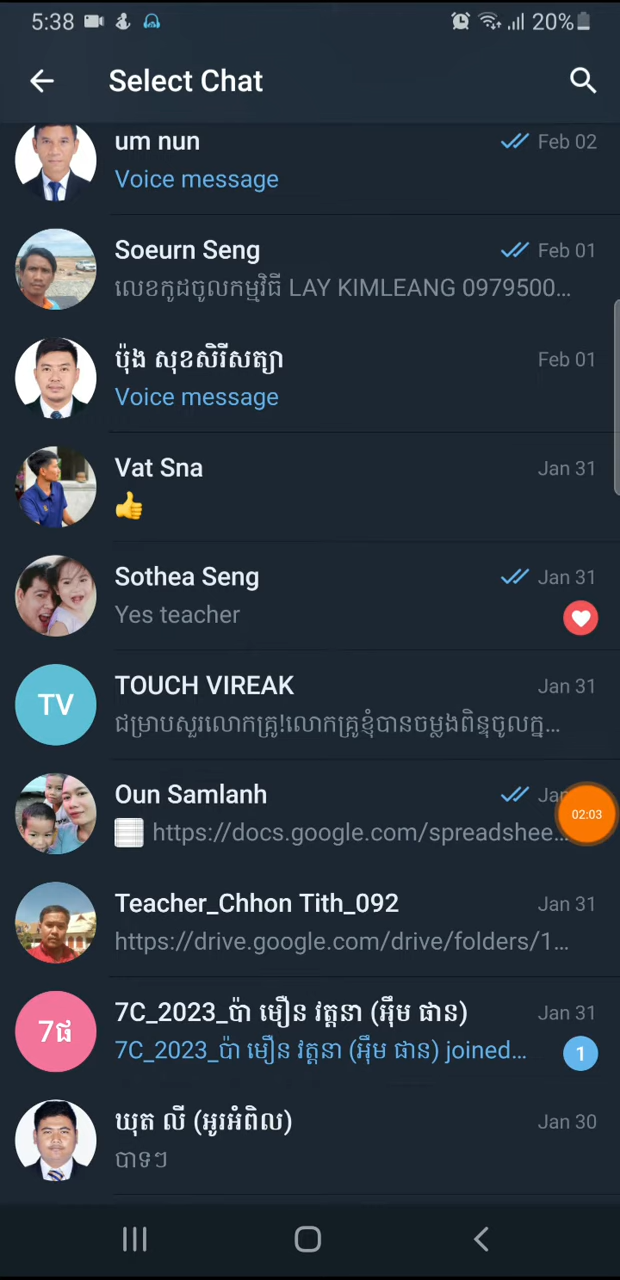 5:38
20%
Select Chat
um nun
Feb 02
Voice message
Soeurn Seng
Feb 01
លេខកូដចូលកម្មវិធី LAY KIMLEANG 0979500...
ប៉ុង សុខសិរីសត្យា
Feb 01
Voice message
Vat Sna
Jan 31
👍
Sothea Seng
Jan 31
Yes teacher
TV
TOUCH VIREAK
Jan 31
ជម្រាបសួរលោកគ្រូ!លោកគ្រូខ្ញុំបានចម្លងពិន្ទុចូលក្ន...
Oun Samlanh
https://docs.google.com/spreadshee...
02:03
Teacher_Chhon Tith_092
Jan 31
https://drive.google.com/drive/folders/1...
7ផ
7C_2023_ប៉ា មឿន វត្តនា (អ៊ឹម ផាន)
Jan 31
7C_2023_ប៉ា មឿន វត្តនា (អ៊ឹម ផាន) joined...
1
ឃុត លី (អូរអំពិល)
Jan 30
បាទៗ